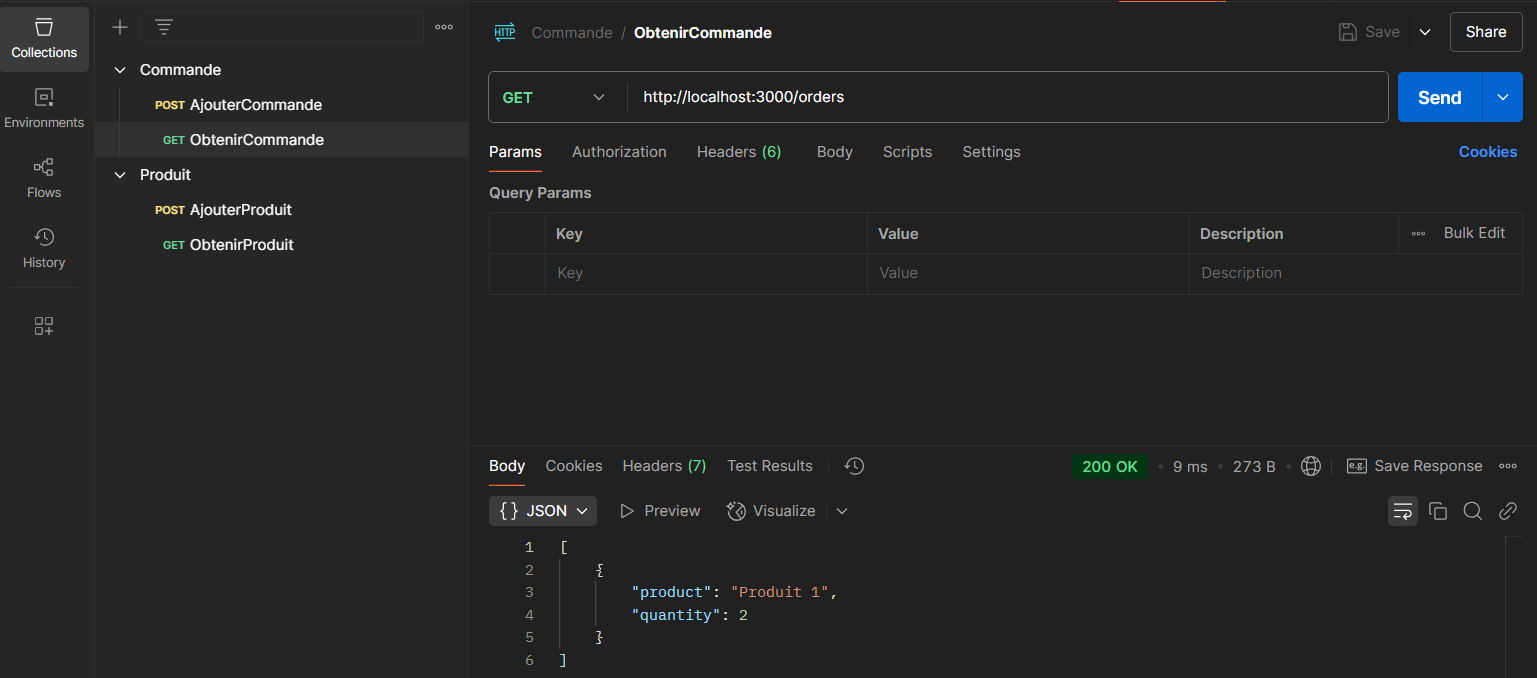 Collections
Environments
Flows
History
Commande
POST AjouterCommande
GET ObtenirCommande
Produit
POST AjouterProduit
GET ObtenirProduit
HTTP Commande / ObtenirCommande
Save
Share
GET http://localhost:3000/orders
Send
Params Authorization Headers (6) Body Scripts Settings Cookies
Query Params
Key Value Description Bulk Edit
Key Value Description
Body Cookies Headers (7) Test Results 200 OK • 9 ms • 273 B • e.g. Save Response
{} JSON Preview Visualize
1 [
2 {
3 "product": "Produit 1",
4 "quantity": 2
5 }
6 ]